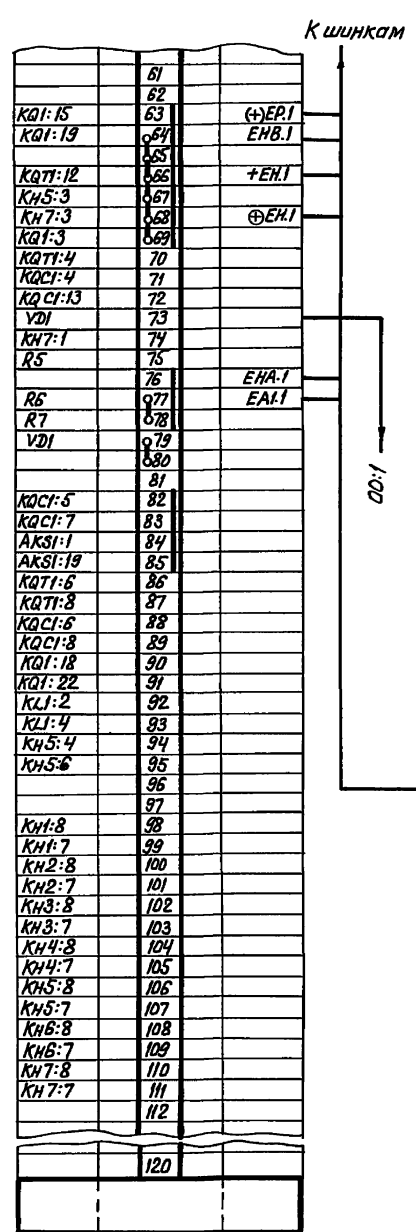 К шинкам
61
62
KQ1:15 63 (+)EP.1
KQ1:19 64 EHB.1
65
KQT1:12 66 +EH.1
KH5:3 67
KH7:3 68 ⊕EH.1
KQ1:3 69
KQT1:4 70
KQC1:4 71
KQC1:13 72
VD1 73
KH7:1 74
R5 75
76 EHA.1
R6 77 EA1.1
R7 78
VD1 79
80
81
00:1
KQC1:5 82
KQC1:7 83
AKS1:1 84
AKS1:19 85
KQT1:6 86
KQT1:8 87
KQC1:6 88
KQC1:8 89
KQ1:18 90
KQ1:22 91
KL1:2 92
KL1:4 93
KH5:4 94
KH5:6 95
96
97
KH1:8 98
KH1:7 99
KH2:8 100
KH2:7 101
KH3:8 102
KH3:7 103
KH4:8 104
KH4:7 105
KH5:8 106
KH5:7 107
KH6:8 108
KH6:7 109
KH7:8 110
KH7:7 111
112
120